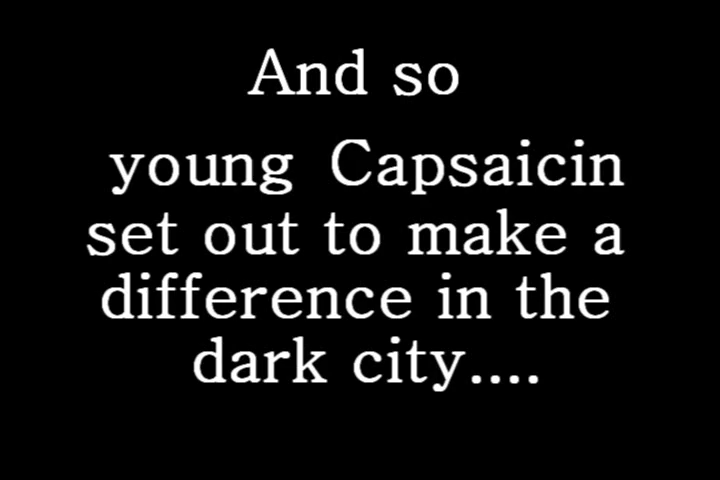 And so
young Capsaicin
set out to make a
difference in the
dark city....